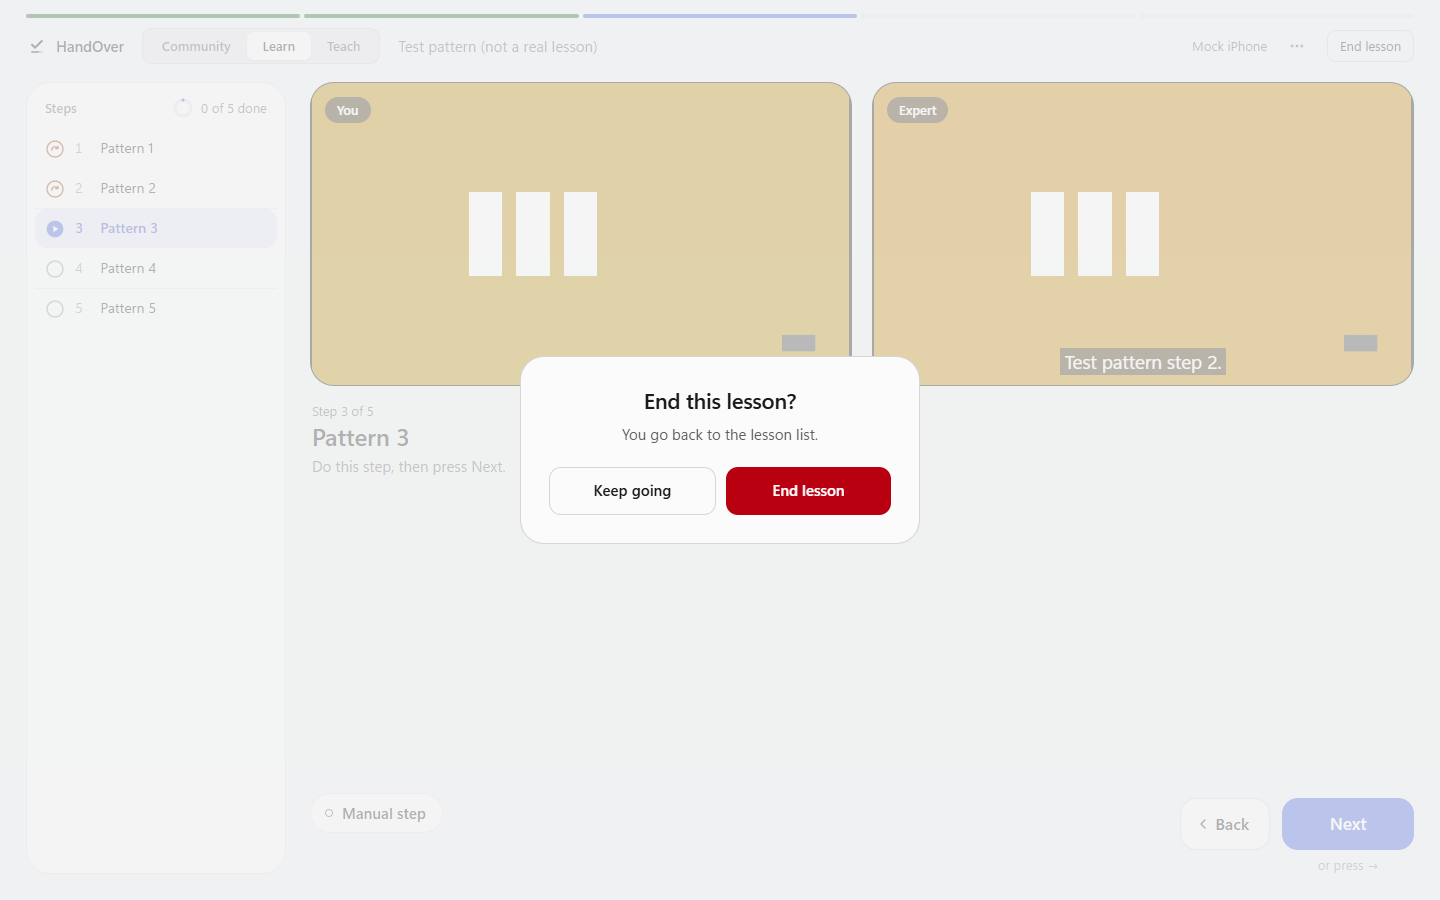 HandOver
Community
Learn
Teach
Test pattern (not a real lesson)
Mock iPhone
End lesson
Steps
0 of 5 done
1 Pattern 1
2 Pattern 2
3 Pattern 3
4 Pattern 4
5 Pattern 5
You
Expert
Test pattern step 2.
Step 3 of 5
Pattern 3
Do this step, then press Next.
End this lesson?
You go back to the lesson list.
Keep going
End lesson
Manual step
Back
Next
or press →